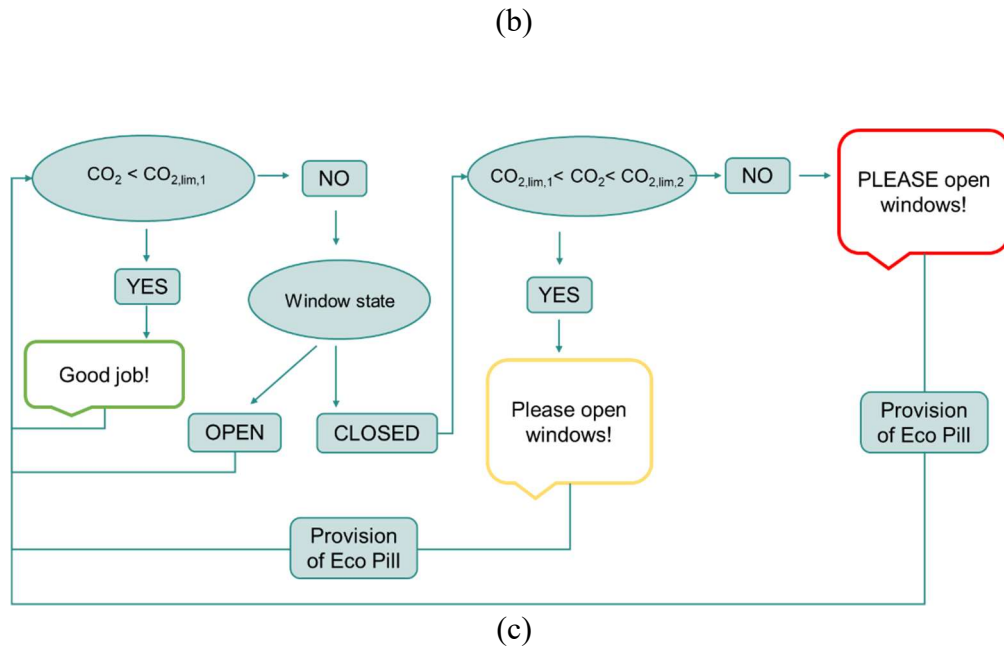 (b)
CO₂ < CO₂,lim,1
NO
YES
Good job!
Window state
OPEN
CLOSED
CO₂,lim,1< CO₂< CO₂,lim,2
NO
YES
Please open
windows!
PLEASE open
windows!
Provision
of Eco Pill
Provision
of Eco Pill
(c)